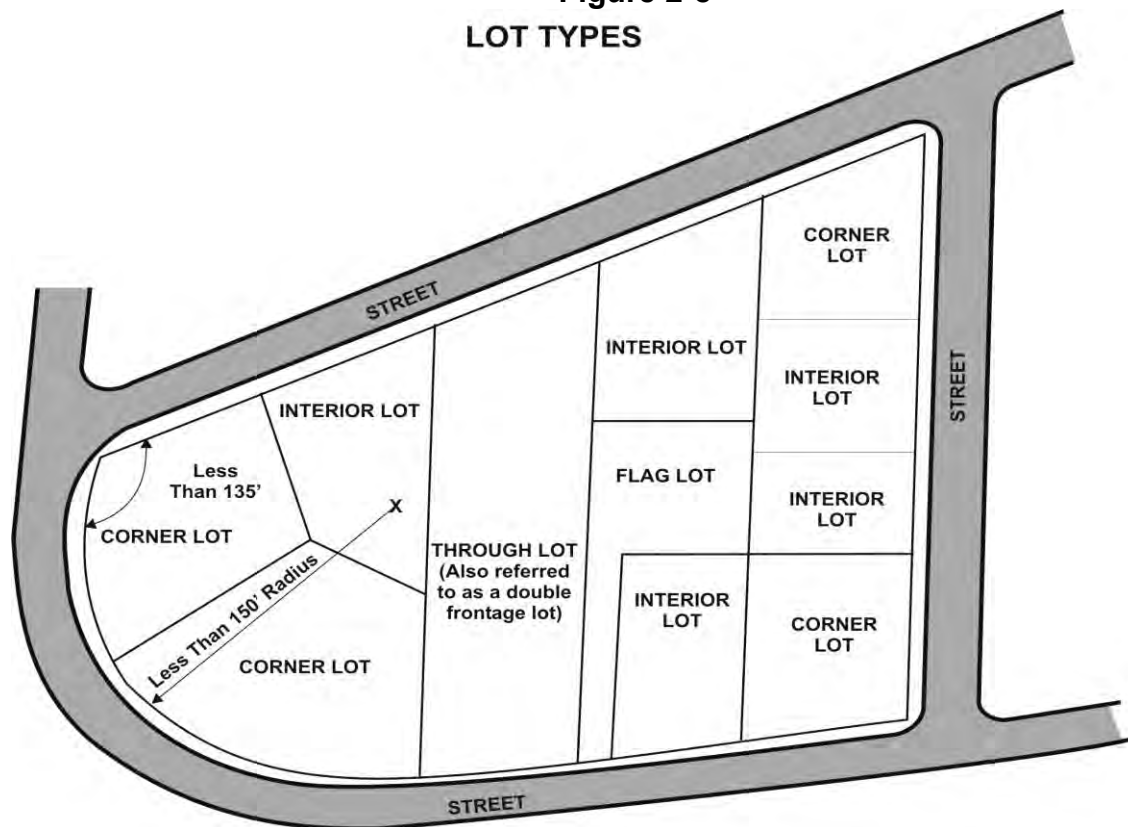 Figure
LOT TYPES
STREET
CORNER
LOT
INTERIOR LOT
INTERIOR
LOT
STREET
INTERIOR LOT
Less
Than 135'
FLAG LOT
INTERIOR
LOT
X
CORNER LOT
THROUGH LOT
(Also referred
to as a double
frontage lot)
Less Than 150' Radius
INTERIOR
LOT
CORNER
LOT
CORNER LOT
STREET